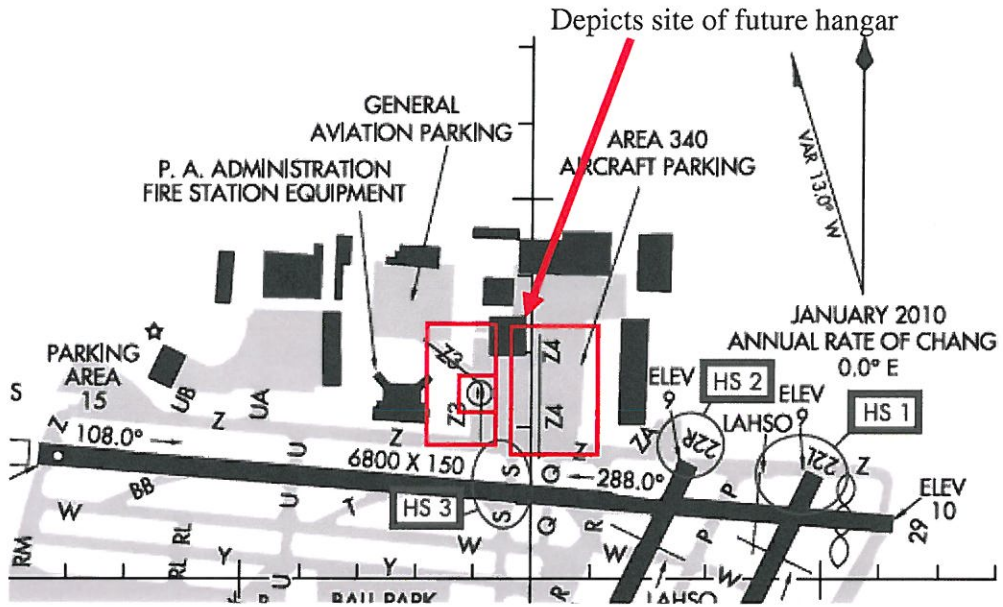 Depicts site of future hangar
GENERAL
AVIATION PARKING
P. A. ADMINISTRATION
FIRE STATION EQUIPMENT
AREA 340
AIRCRAFT PARKING
VAR 13.0° W
JANUARY 2010
ANNUAL RATE OF CHANG
0.0° E
PARKING
AREA
15
S
Z
UB
UA
Z
U
Z
Z3
Z3
Z4
Z4
Z
ELEV
9
HS 2
ELEV
9
HS 1
LAHSO
ZA
22R
22L
Z
108.0°
6800 X 150
S
Q
288.0°
HS 3
S
Q
BB
W
RL
U
T
W
R
W
P
P
W
ELEV
10
29
RM
RL
Y
U
Y
BALL PARK
LAHSO